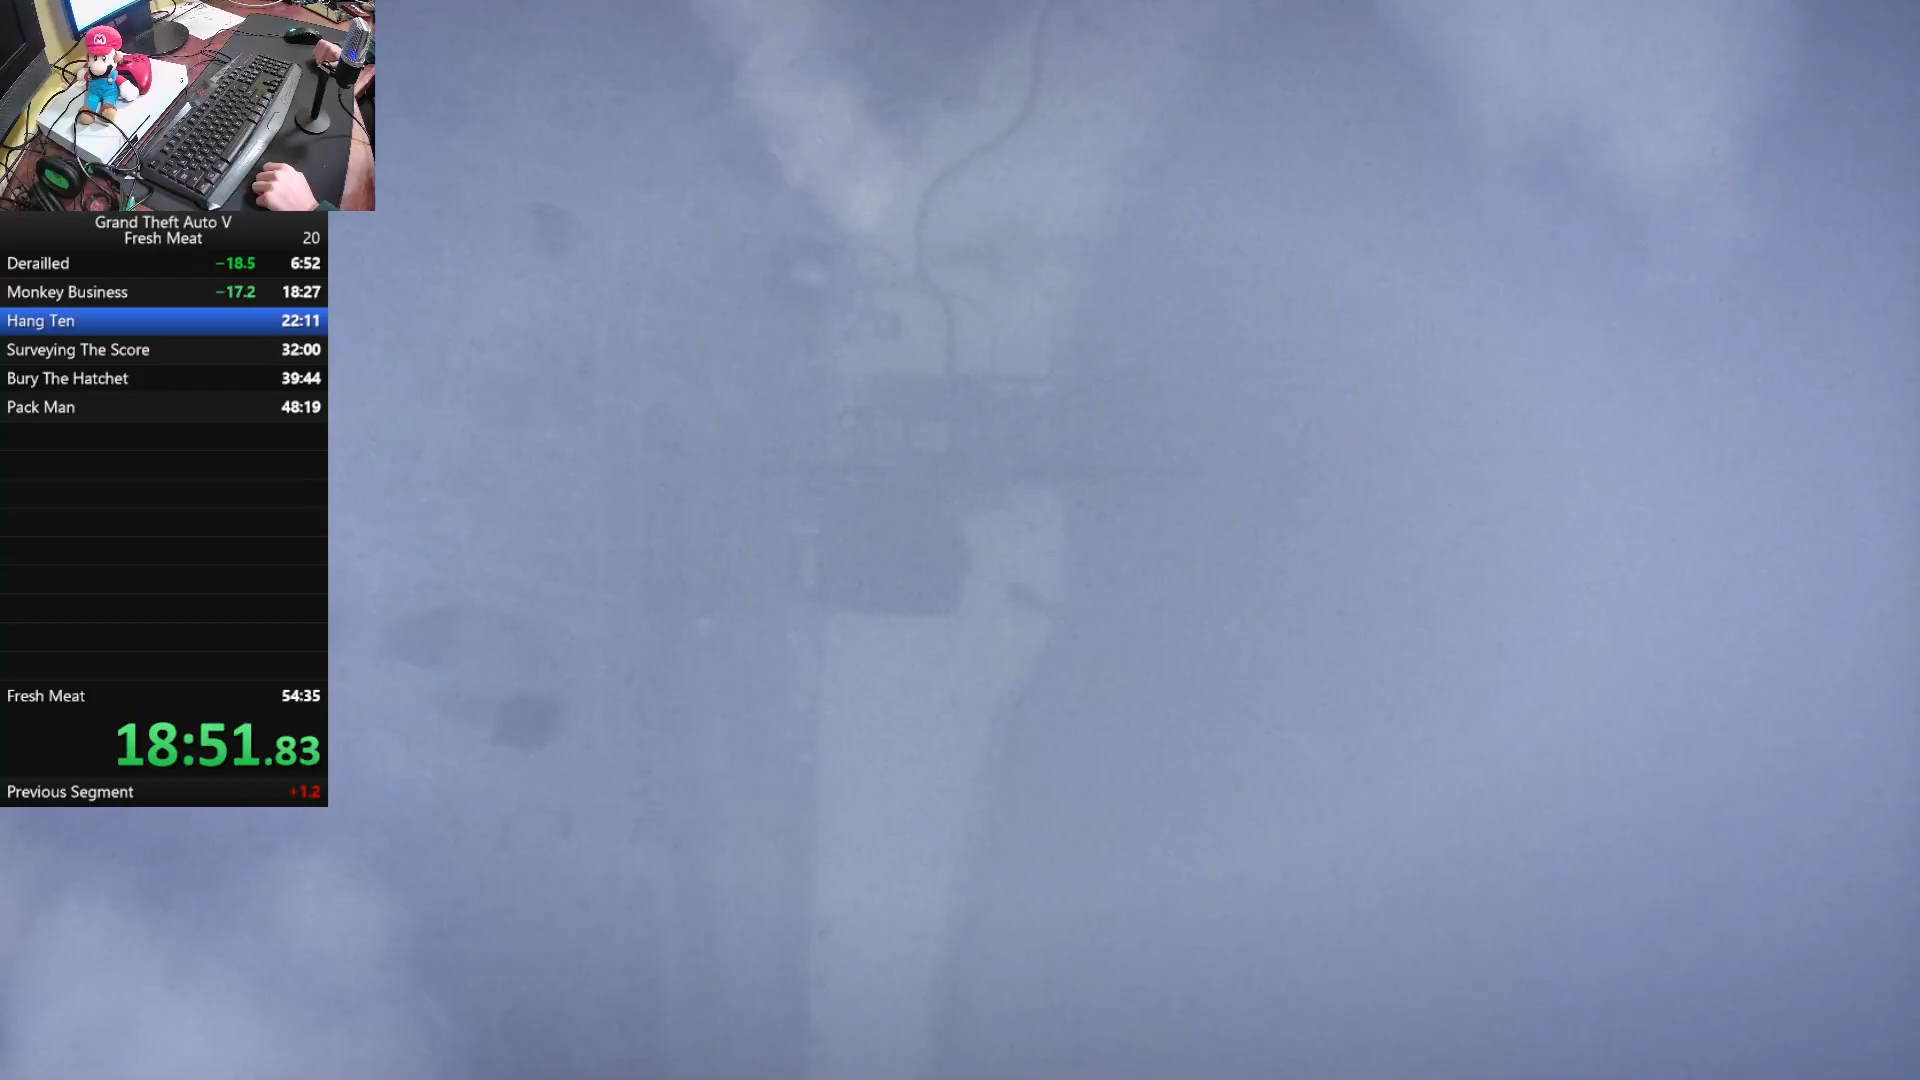 Grand Theft Auto V
Fresh Meat 20
Derailled −18.5 6:52
Monkey Business −17.2 18:27
Hang Ten 22:11
Surveying The Score 32:00
Bury The Hatchet 39:44
Pack Man 48:19
Fresh Meat 54:35
18:51.83
Previous Segment +1.2